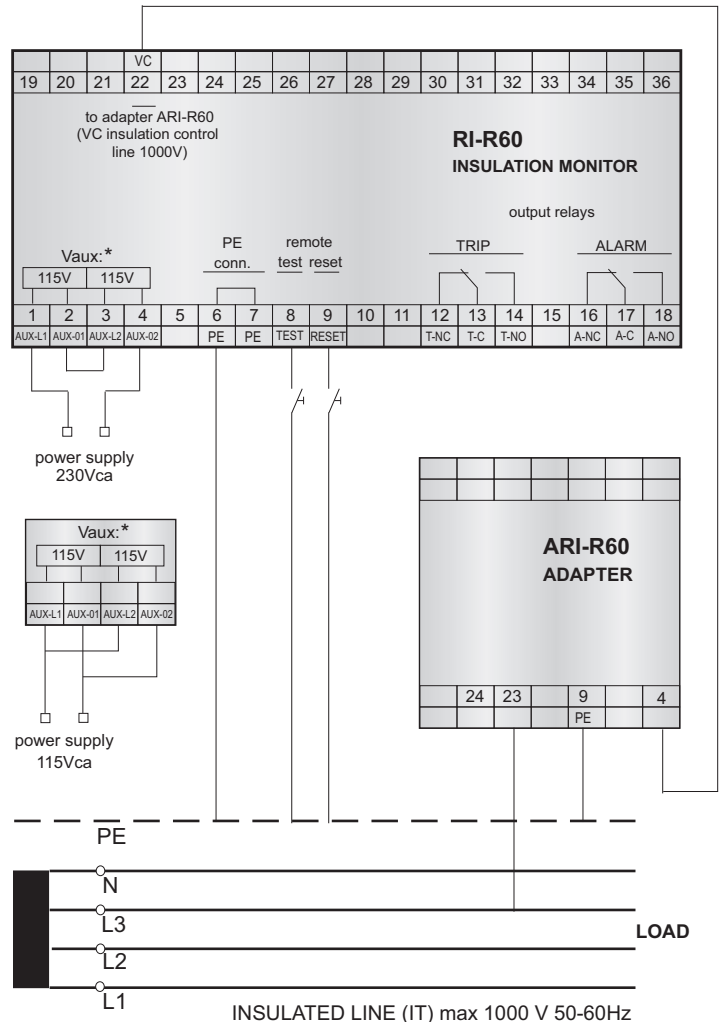 VC
19 20 21 22 23 24 25 26 27 28 29 30 31 32 33 34 35 36
to adapter ARI-R60
(VC insulation control
line 1000V)
RI-R60
INSULATION MONITOR
output relays
Vaux:*
115V 115V
PE
conn.
remote
test reset
TRIP
ALARM
1 2 3 4 5 6 7 8 9 10 11 12 13 14 15 16 17 18
AUX-L1 AUX-01 AUX-L2 AUX-02 PE PE TEST RESET T-NC T-C T-NO A-NC A-C A-NO
power supply
230Vca
Vaux:*
115V 115V
AUX-L1 AUX-01 AUX-L2 AUX-02
power supply
115Vca
ARI-R60
ADAPTER
24 23 9 4
PE
PE
N
L3
LOAD
L2
L1
INSULATED LINE (IT) max 1000 V 50-60Hz